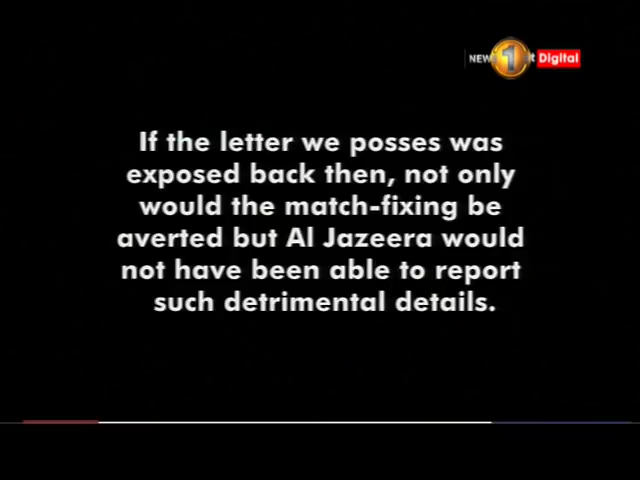 NEWS 1st Digital
If the letter we posses was
exposed back then, not only
would the match-fixing be
averted but Al Jazeera would
not have been able to report
such detrimental details.